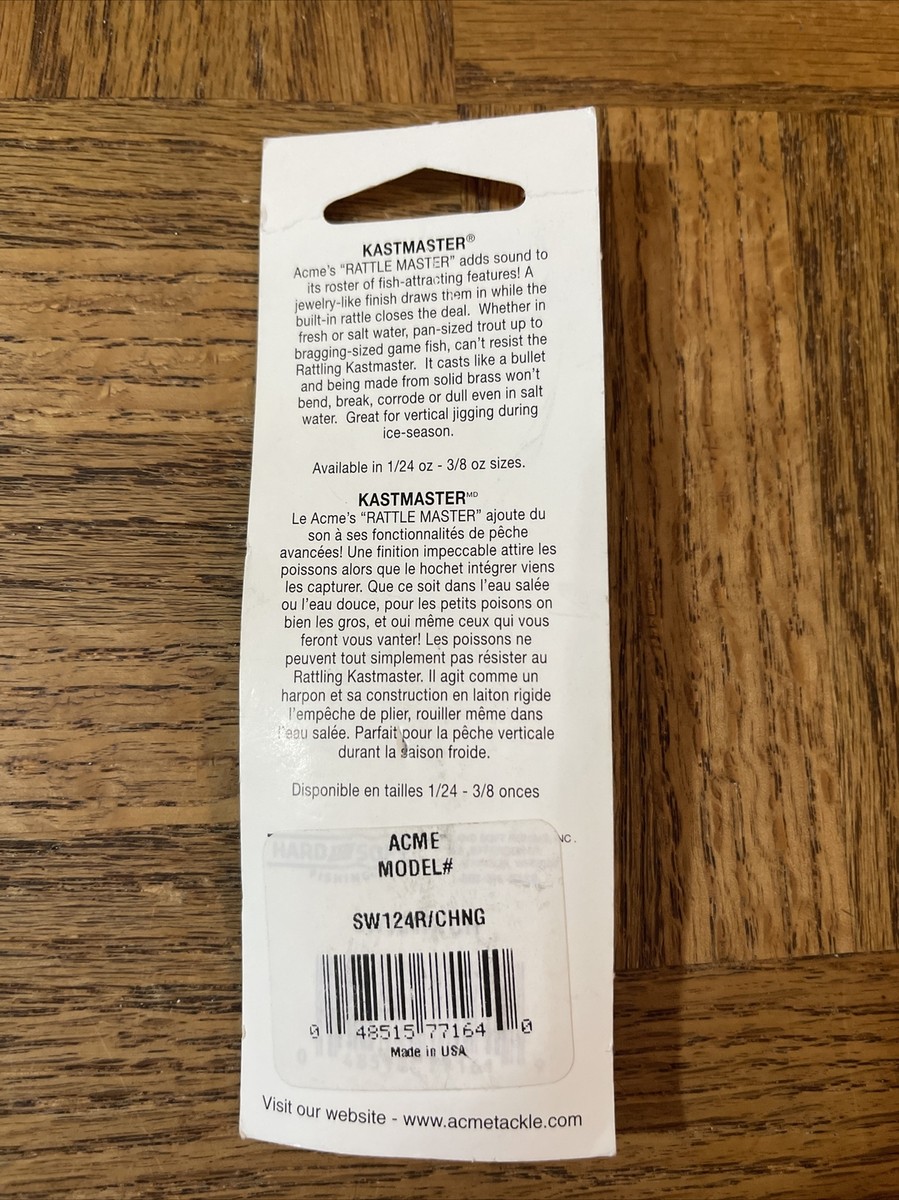 KASTMASTER®
Acme's "RATTLE MASTER" adds sound to
its roster of fish-attracting features! A
jewelry-like finish draws them in while the
built-in rattle closes the deal. Whether in
fresh or salt water, pan-sized trout up to
bragging-sized game fish, can't resist the
Rattling Kastmaster. It casts like a bullet
and being made from solid brass won't
bend, break, corrode or dull even in salt
water. Great for vertical jigging during
ice-season.
Available in 1/24 oz - 3/8 oz sizes.
KASTMASTER MD
Le Acme's "RATTLE MASTER" ajoute du
son à ses fonctionnalités de pêche
avancées! Une finition impeccable attire les
poissons alors que le hochet intégrer viens
les capturer. Que ce soit dans l'eau salée
ou l'eau douce, pour les petits poisons on
bien les gros, et oui même ceux qui vous
feront vous vanter! Les poissons ne
peuvent tout simplement pas résister au
Rattling Kastmaster. Il agit comme un
harpon et sa construction en laiton rigide
l'empêche de plier, rouiller même dans
l'eau salée. Parfait pour la pêche verticale
durant la saison froide.
Disponible en tailles 1/24 - 3/8 onces
ACME
MODEL#
SW124R/CHNG
0 48515 77164 0
Made in USA
Visit our website - www.acmetackle.com